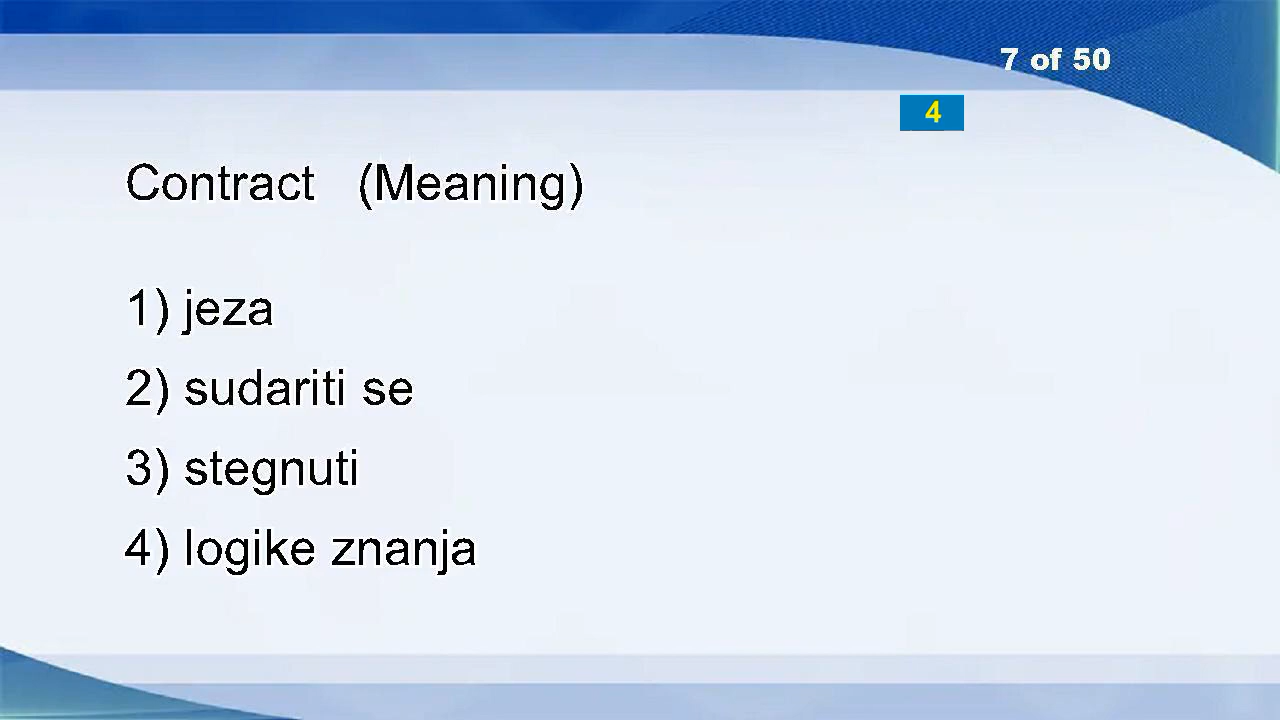 7 of 50
4
Contract (Meaning)
1) jeza
2) sudariti se
3) stegnuti
4) logike znanja